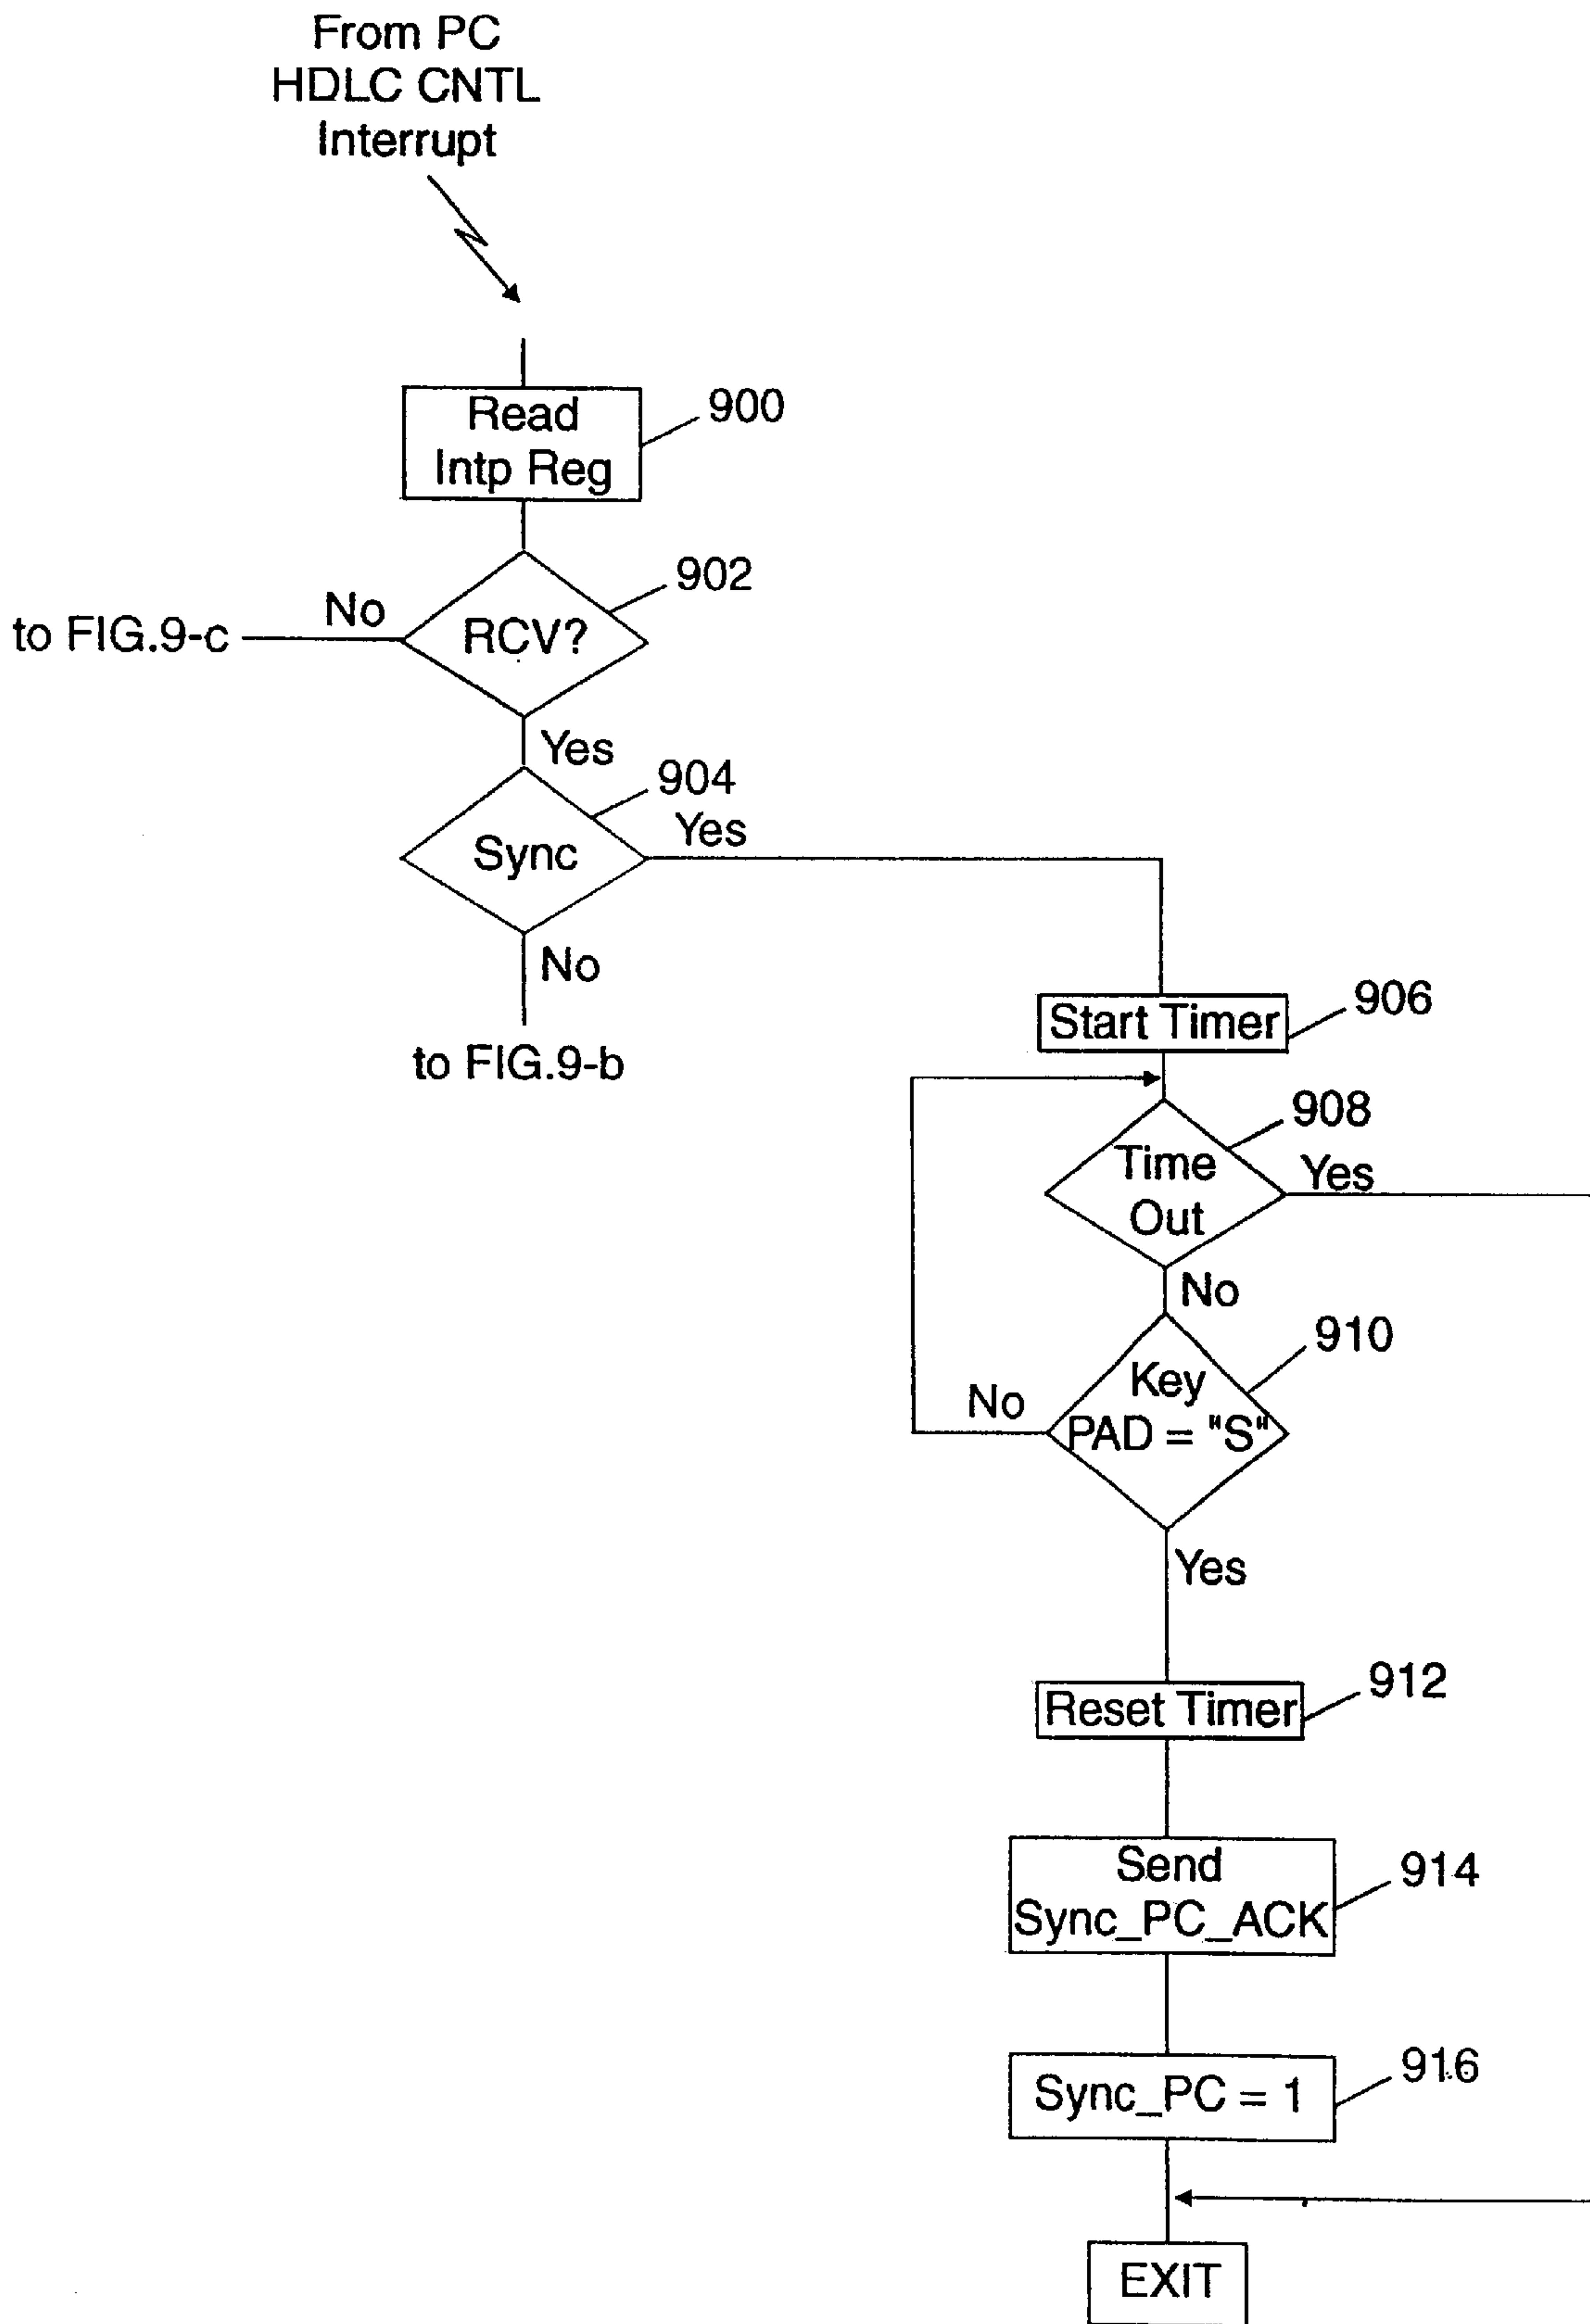 From PC
HDLC CNTL
Interrupt
Read
Intp Reg
900
902
No
to FIG.9-c
RCV?
Yes
904
Yes
Sync
No
to FIG.9-b
906
Start Timer
908
Time
Out
Yes
No
910
Key
PAD = "S"
No
Yes
912
Reset Timer
Send
Sync_PC_ACK
914
916
Sync_PC = 1
EXIT